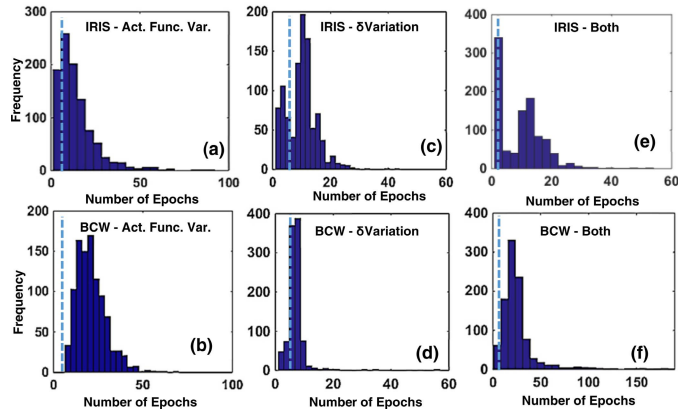 300
200
100
0
0
50
100
Frequency
Number of Epochs
IRIS - Act. Func. Var.
(a)
200
150
100
50
0
0
20
40
60
Number of Epochs
IRIS - δVariation
(c)
400
300
200
100
0
0
20
40
60
Number of Epochs
IRIS - Both
(e)
200
150
100
50
0
0
50
100
Frequency
Number of Epochs
BCW - Act. Func. Var.
(b)
400
300
200
100
0
0
20
40
60
Number of Epochs
BCW - δVariation
(d)
400
300
200
100
0
0
50
100
150
Number of Epochs
BCW - Both
(f)